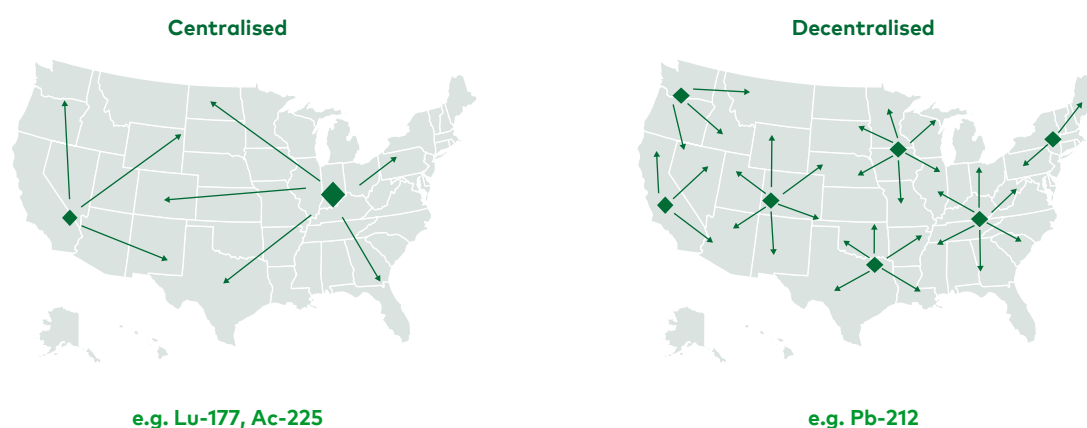 Centralised
Decentralised
e.g. Lu-177, Ac-225
e.g. Pb-212